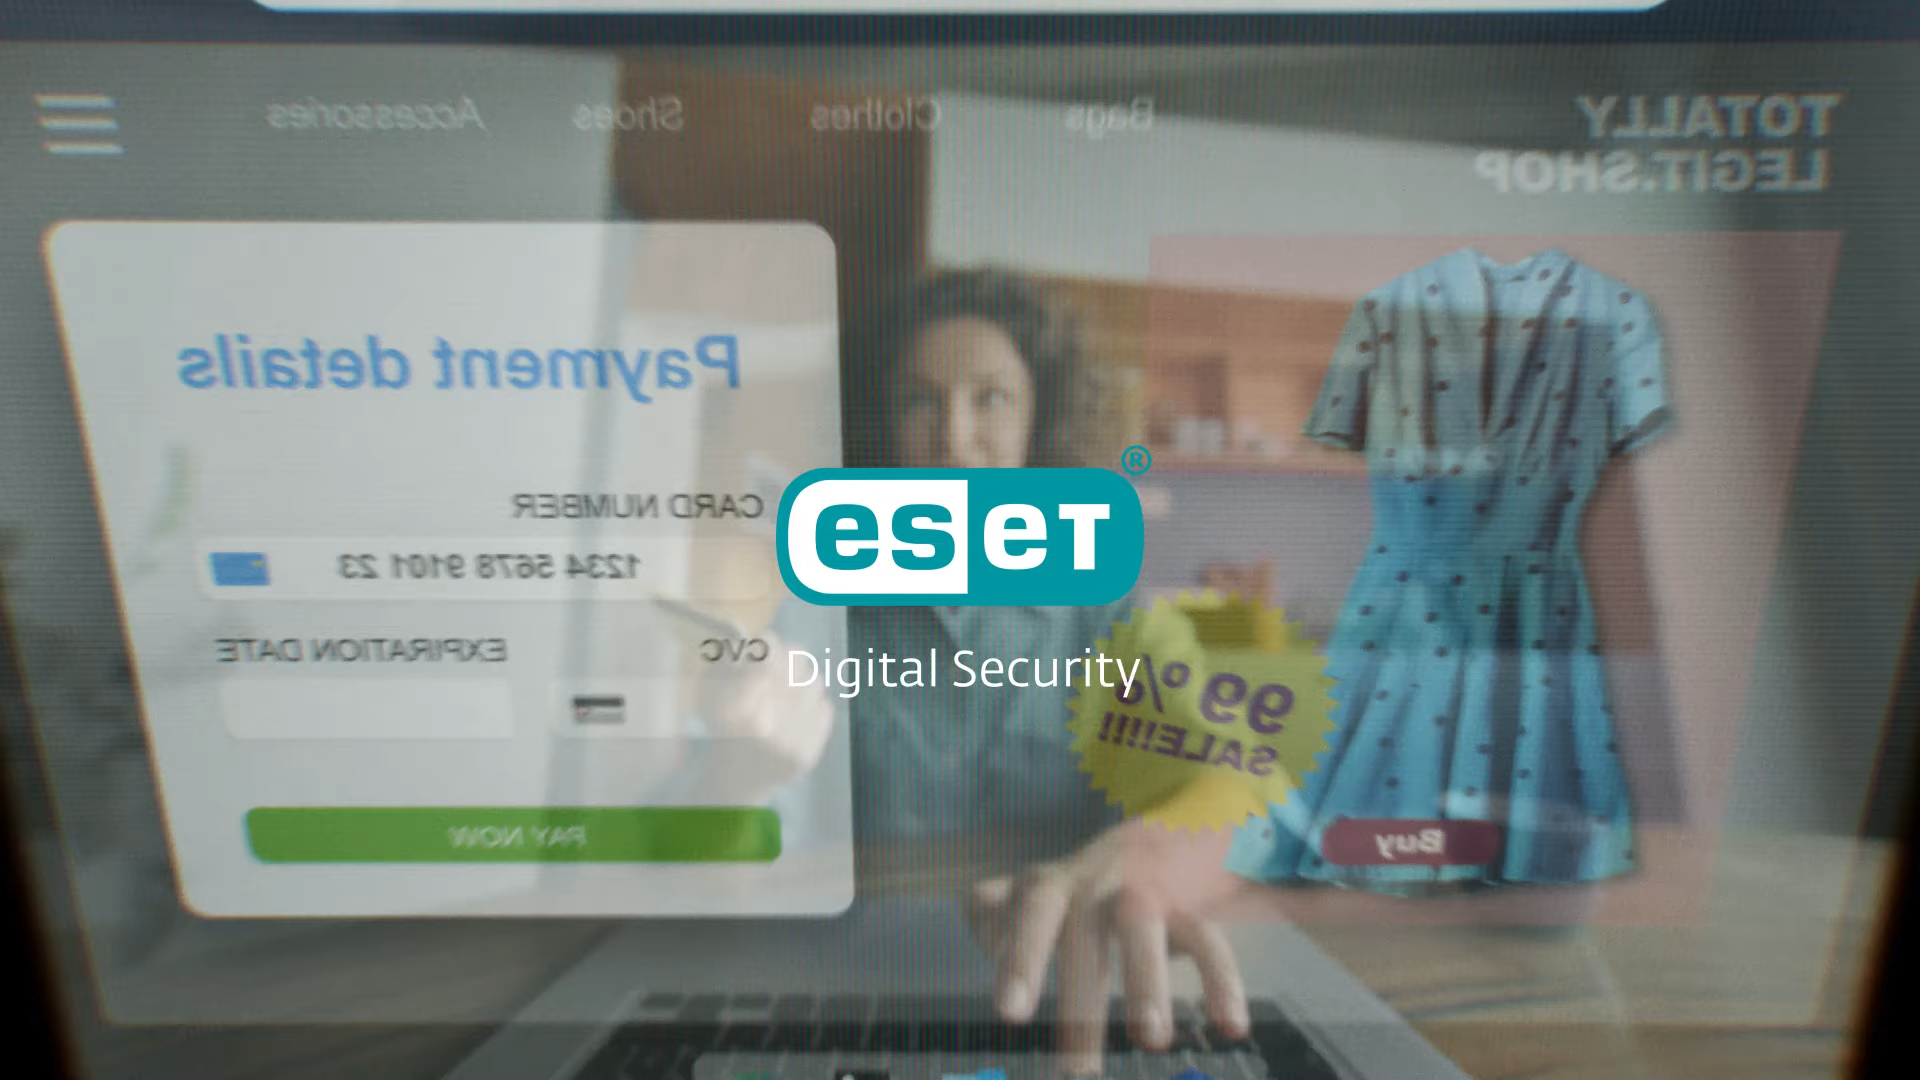 Accessories
Shoes
Clothes
Bags
TOTALLY
LEGIT.SHOP
Payment details
CARD NUMBER
1234 5678 9101 23
EXPIRATION DATE
CVC
PAY NOW
eseT®
Digital Security
99%
SALE!!!!
Buy